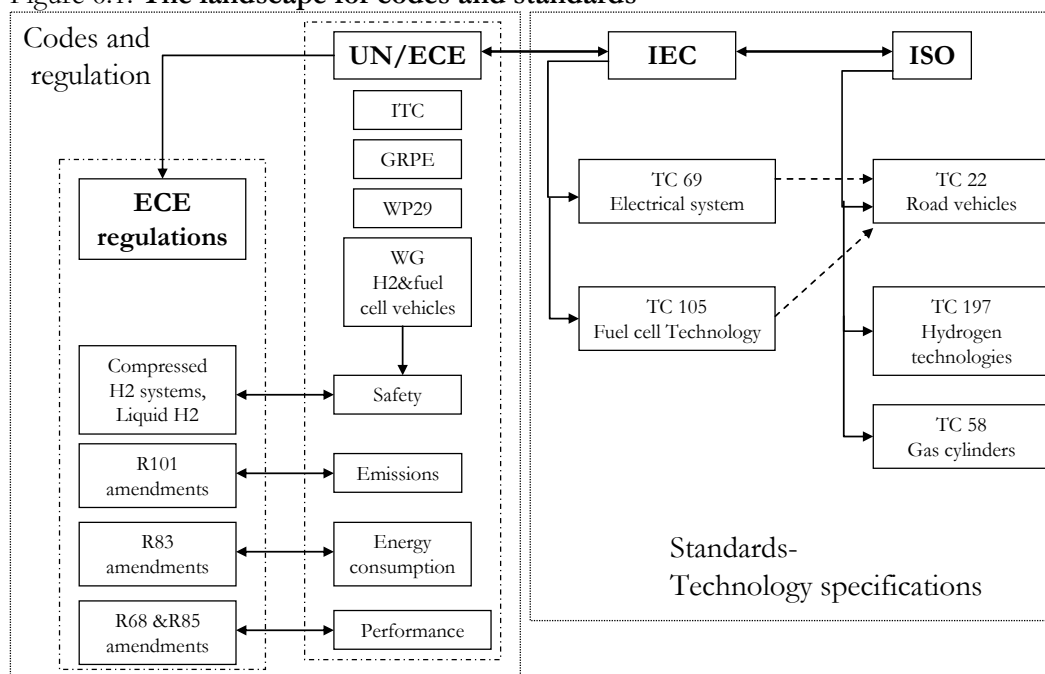 Figure 6.1: The landscape for codes and standards
Codes and
regulation
UN/ECE
ITC
GRPE
WP29
WG
H2&fuel
cell vehicles
Safety
Emissions
Energy
consumption
Performance
ECE
regulations
Compressed
H2 systems,
Liquid H2
R101
amendments
R83
amendments
R68 &R85
amendments
IEC
ISO
TC 69
Electrical system
TC 105
Fuel cell Technology
TC 22
Road vehicles
TC 197
Hydrogen
technologies
TC 58
Gas cylinders
Standards-
Technology specifications